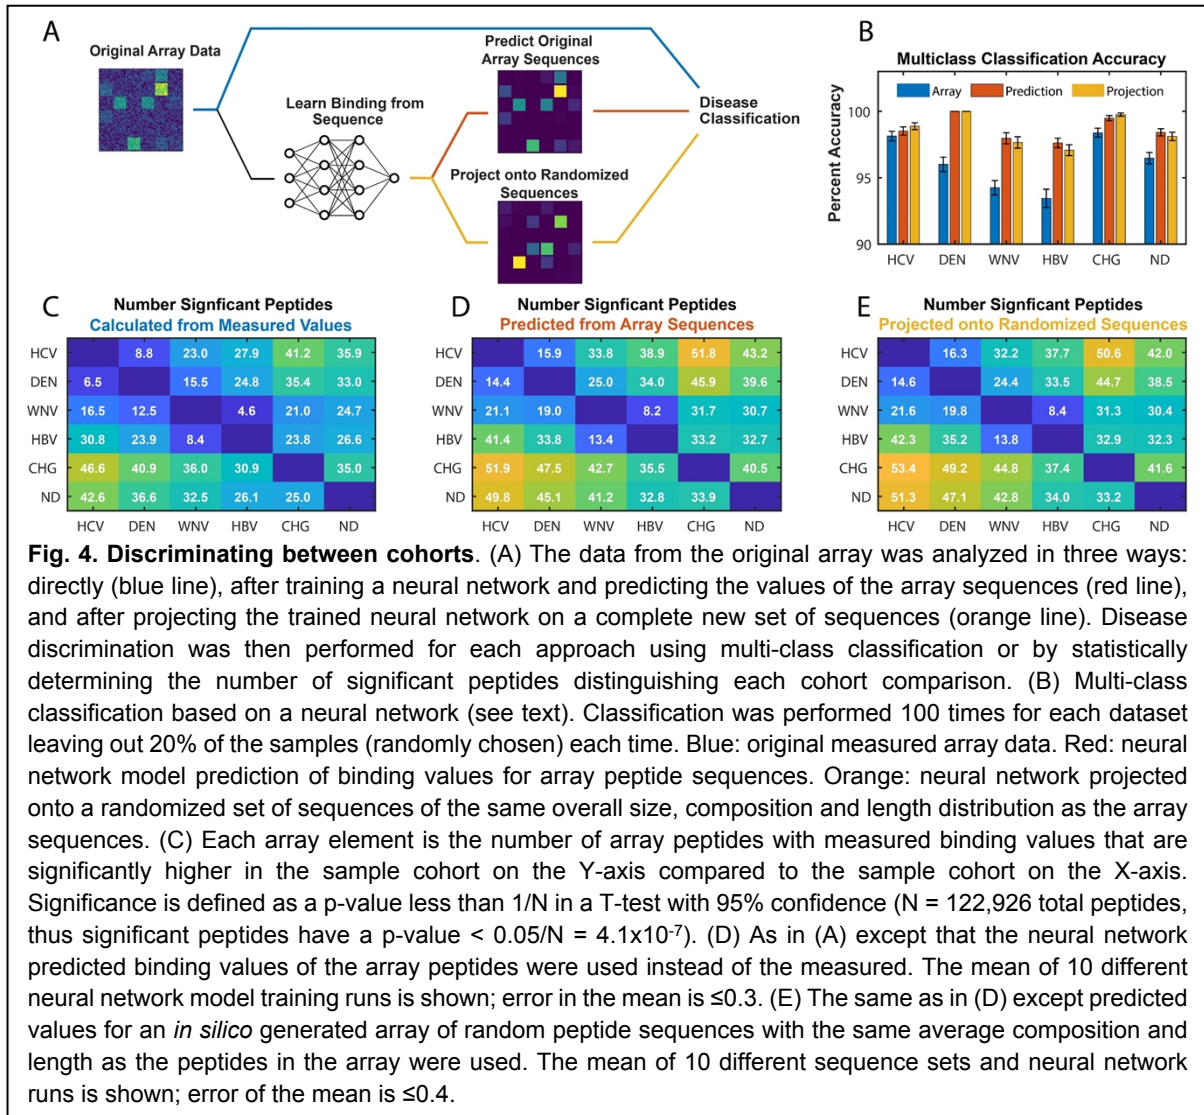 A
Original Array Data
Learn Binding from
Sequence
Predict Original
Array Sequences
Project onto Randomized
Sequences
Disease
Classification
B
Multiclass Classification Accuracy
Array Prediction Projection
Percent Accuracy
100
95
90
HCV DEN WNV HBV CHG ND
C
Number Signficant Peptides
Calculated from Measured Values
HCV 8.8 23.0 27.9 41.2 35.9
DEN 6.5 15.5 24.8 35.4 33.0
WNV 16.5 12.5 4.6 21.0 24.7
HBV 30.8 23.9 8.4 23.8 26.6
CHG 46.6 40.9 36.0 30.9 35.0
ND 42.6 36.6 32.5 26.1 25.0
HCV DEN WNV HBV CHG ND
D
Number Signficant Peptides
Predicted from Array Sequences
15.9 33.8 38.9 51.8 43.2
14.4 25.0 34.0 45.9 39.6
21.1 19.0 8.2 31.7 30.7
41.4 33.8 13.4 33.2 32.7
51.9 47.5 42.7 35.5 40.5
49.8 45.1 41.2 32.8 33.9
HCV DEN WNV HBV CHG ND
E
Number Signficant Peptides
Projected onto Randomized Sequences
HCV 16.3 32.2 37.7 50.6 42.0
DEN 14.6 24.4 33.5 44.7 38.5
WNV 21.6 19.8 8.4 31.3 30.4
HBV 42.3 35.2 13.8 32.9 32.3
CHG 53.4 49.2 44.8 37.4 41.6
ND 51.3 47.1 42.8 34.0 33.2
HCV DEN WNV HBV CHG ND
Fig. 4. Discriminating between cohorts. (A) The data from the original array was analyzed in three ways:
directly (blue line), after training a neural network and predicting the values of the array sequences (red line),
and after projecting the trained neural network on a complete new set of sequences (orange line). Disease
discrimination was then performed for each approach using multi-class classification or by statistically
determining the number of significant peptides distinguishing each cohort comparison. (B) Multi-class
classification based on a neural network (see text). Classification was performed 100 times for each dataset
leaving out 20% of the samples (randomly chosen) each time. Blue: original measured array data. Red: neural
network model prediction of binding values for array peptide sequences. Orange: neural network projected
onto a randomized set of sequences of the same overall size, composition and length distribution as the array
sequences. (C) Each array element is the number of array peptides with measured binding values that are
significantly higher in the sample cohort on the Y-axis compared to the sample cohort on the X-axis.
Significance is defined as a p-value less than 1/N in a T-test with 95% confidence (N = 122,926 total peptides,
thus significant peptides have a p-value < 0.05/N = 4.1x10⁻⁷). (D) As in (A) except that the neural network
predicted binding values of the array peptides were used instead of the measured. The mean of 10 different
neural network model training runs is shown; error in the mean is ≤0.3. (E) The same as in (D) except predicted
values for an in silico generated array of random peptide sequences with the same average composition and
length as the peptides in the array were used. The mean of 10 different sequence sets and neural network
runs is shown; error of the mean is ≤0.4.